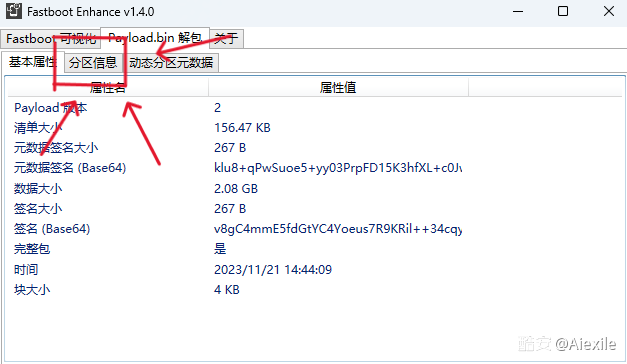 Fastboot Enhance v1.4.0
Fastboot 可视化 Payload.bin 解包 关于
基本属性 分区信息 动态分区元数据
属性名 属性值
Payload 版本 2
清单大小 156.47 KB
元数据签名大小 267 B
元数据签名 (Base64) klu8+qPwSuoe5+yy03PrpFD15K3hfXL+c0Jv
数据大小 2.08 GB
签名大小 267 B
签名 (Base64) v8gC4mmE5fdGtYC4Yoeus7R9KRil++34cqy
完整包 是
时间 2023/11/21 14:44:09
块大小 4 KB
酷安 @Aiexile